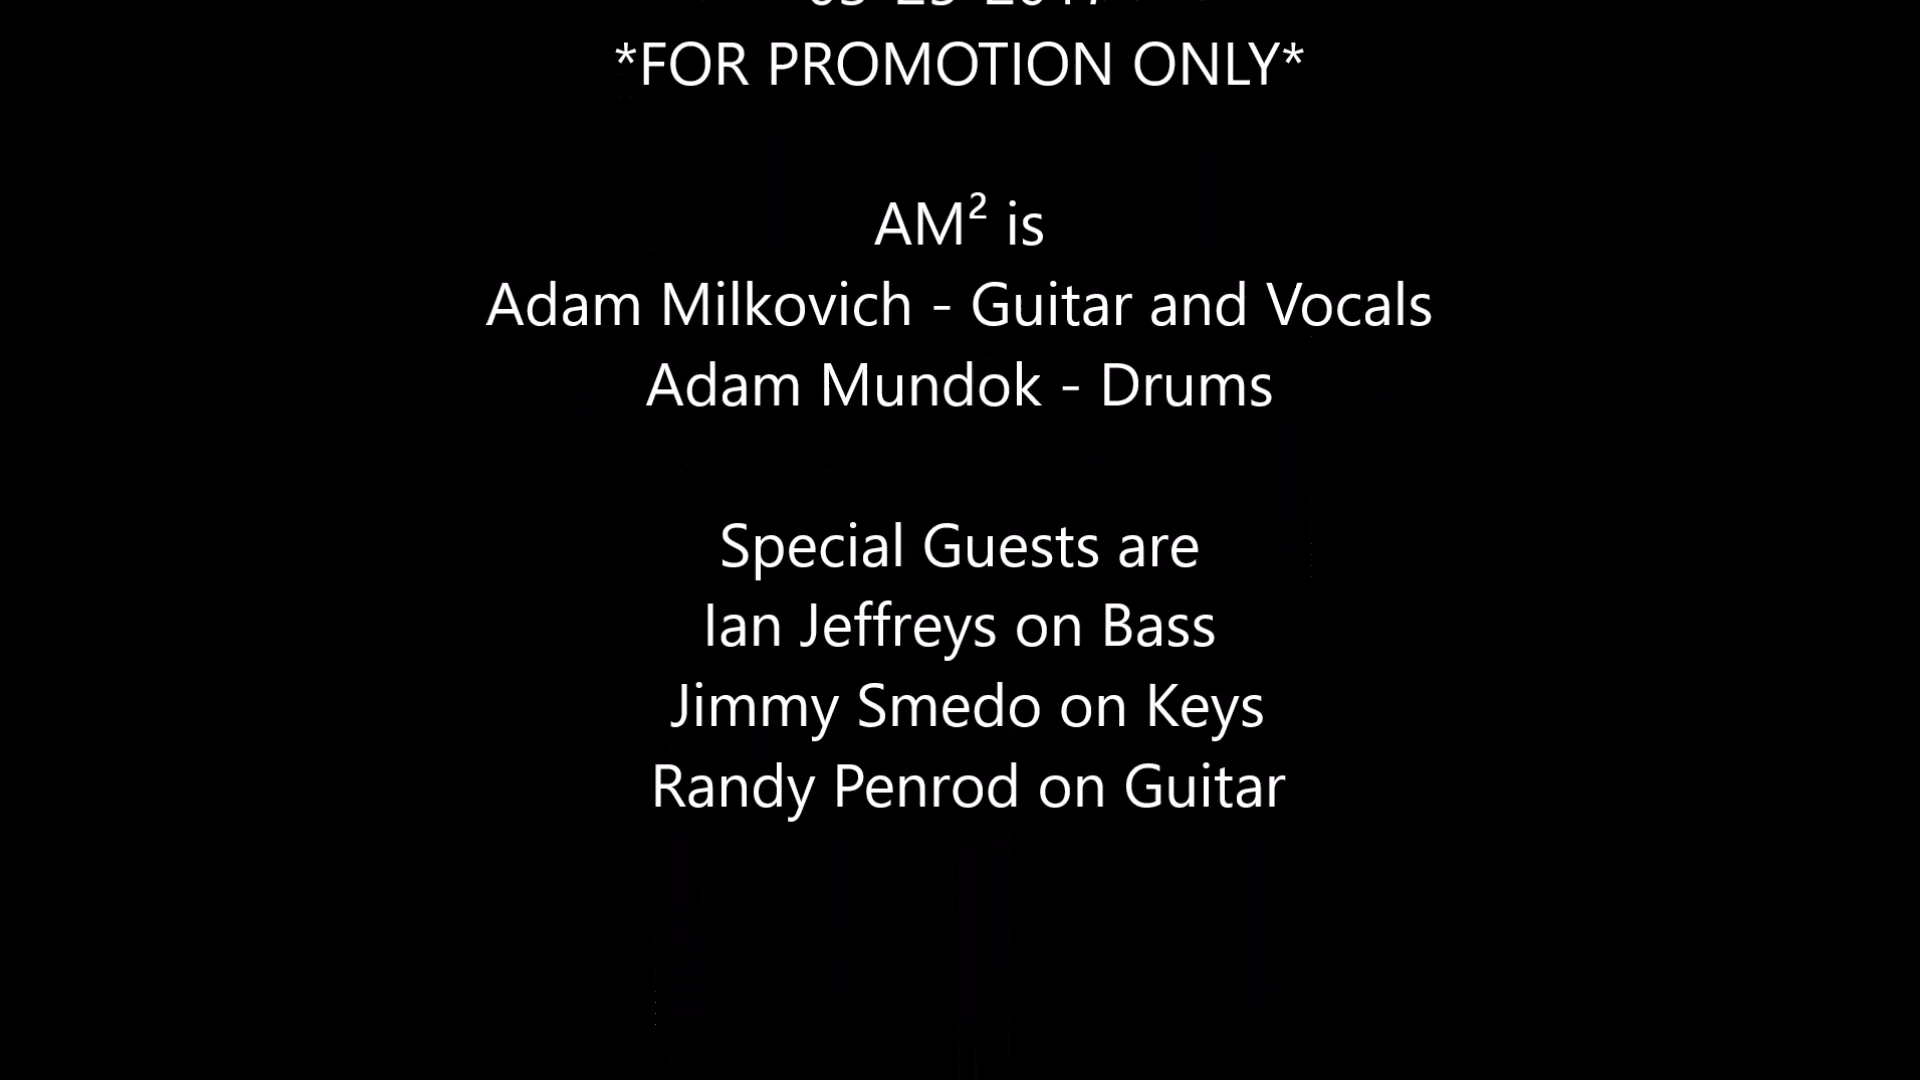 *FOR PROMOTION ONLY*
AM² is
Adam Milkovich - Guitar and Vocals
Adam Mundok - Drums
Special Guests are
Ian Jeffreys on Bass
Jimmy Smedo on Keys
Randy Penrod on Guitar